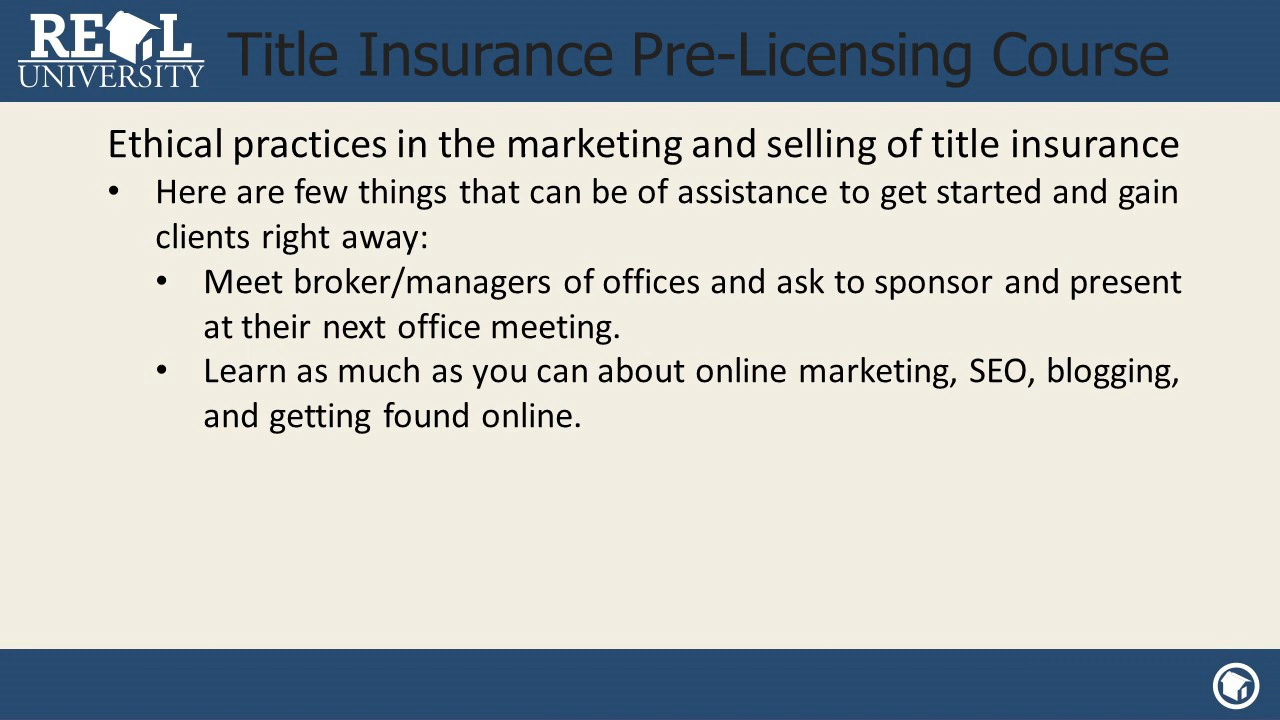 REAL
UNIVERSITY
Title Insurance Pre-Licensing Course
Ethical practices in the marketing and selling of title insurance
• Here are few things that can be of assistance to get started and gain
clients right away:
• Meet broker/managers of offices and ask to sponsor and present
at their next office meeting.
• Learn as much as you can about online marketing, SEO, blogging,
and getting found online.